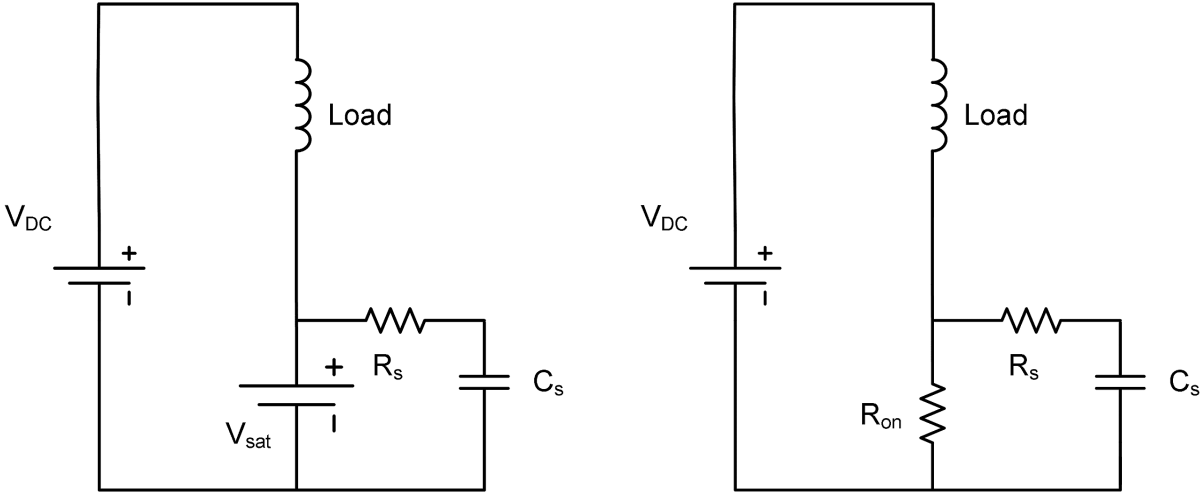 Load
V_DC
+
R_s
+
C_s
V_sat
Load
V_DC
+
R_s
C_s
R_on